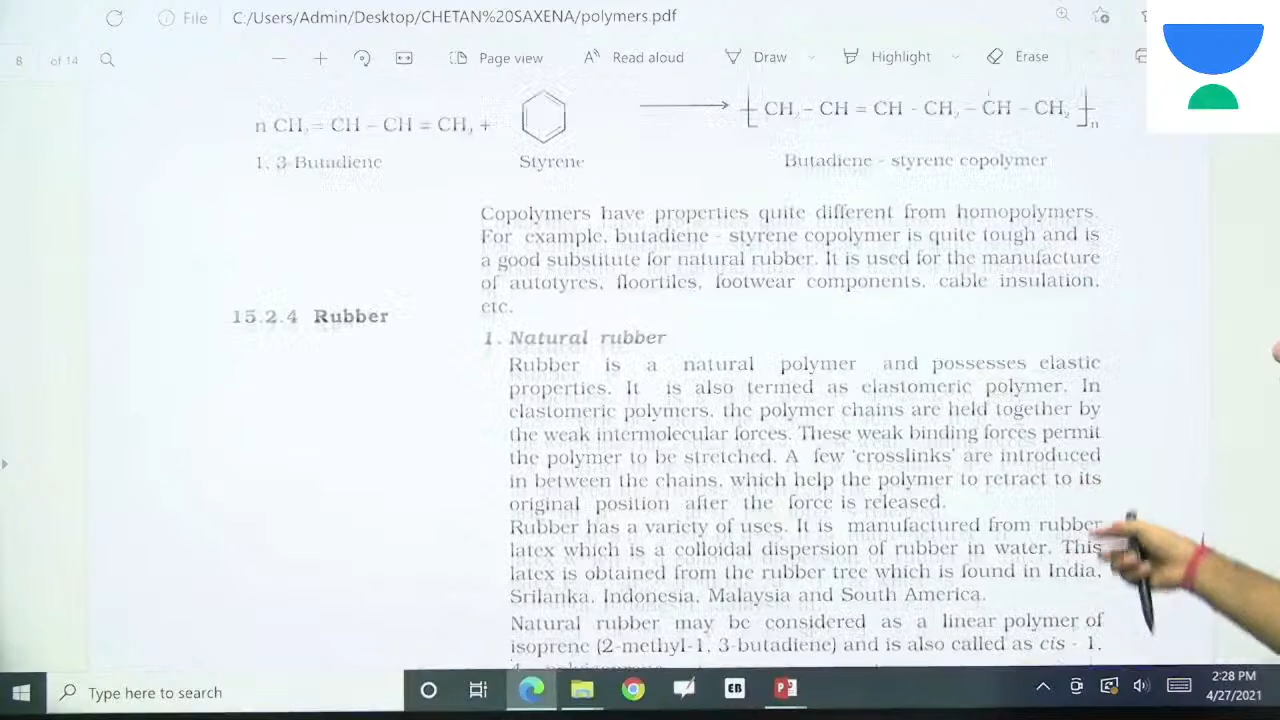 File C:/Users/Admin/Desktop/CHETAN%20SAXENA/polymers pdf
8 of 14 Page view Read aloud Draw Highlight Erase
n CH2 = CH – CH = CH2 + CH2 – CH = CH - CH2 – CH – CH2 n
1, 3 Butadiene Styrene Butadiene - styrene copolymer
Copolymers have properties quite different from homopolymers.
For example, butadiene - styrene copolymer is quite tough and is
a good substitute for natural rubber. It is used for the manufacture
of autotyres, floortiles, footwear components, cable insulation,
etc.
15.2.4 Rubber
1. Natural rubber
Rubber is a natural polymer and possesses elastic
properties. It is also termed as elastomeric polymer. In
elastomeric polymers, the polymer chains are held together by
the weak intermolecular forces. These weak binding forces permit
the polymer to be stretched. A few 'crosslinks' are introduced
in between the chains, which help the polymer to retract to its
original position after the force is released.
Rubber has a variety of uses. It is manufactured from rubber
latex which is a colloidal dispersion of rubber in water. This
latex is obtained from the rubber tree which is found in India,
Srilanka, Indonesia, Malaysia and South America.
Natural rubber may be considered as a linear polymer of
isoprene (2-methyl-1, 3-butadiene) and is also called as cis - 1,
4 - polyisoprene.
Type here to search
2:28 PM
4/27/2021